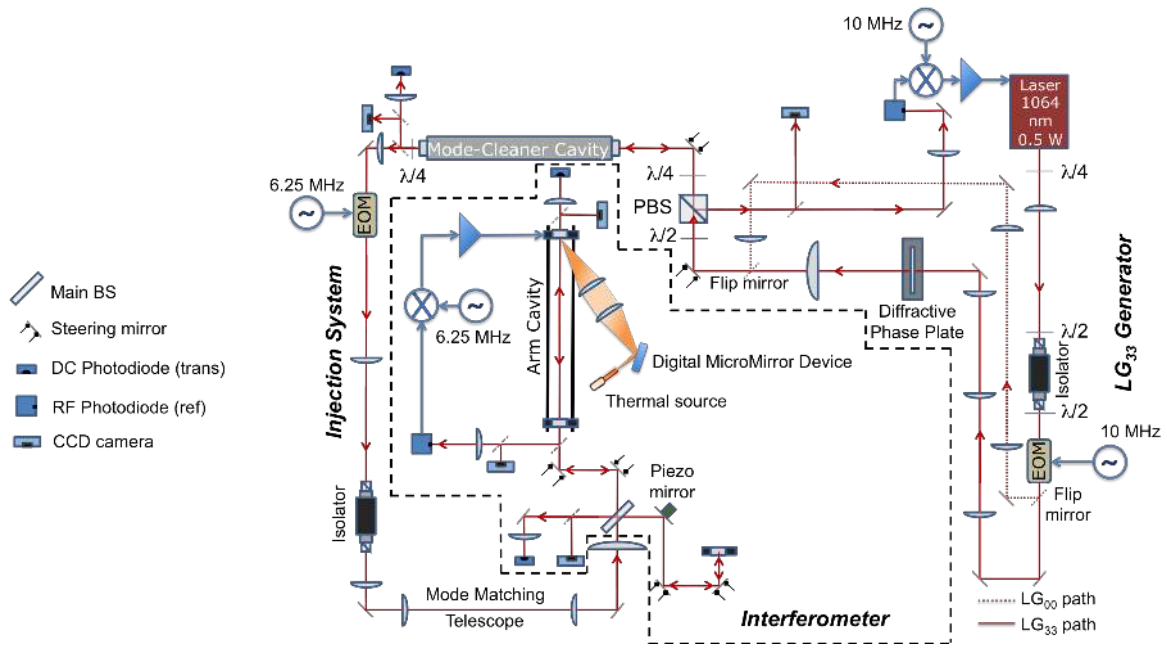 10 MHz
Laser
1064
nm
0.5 W
Mode-Cleaner Cavity
λ/4
λ/4
λ/4
6.25 MHz
EOM
PBS
λ/2
Flip mirror
Diffractive
Phase Plate
λ/2
Isolator
λ/2
LG33 Generator
10 MHz
EOM
Flip
mirror
Main BS
Steering mirror
DC Photodiode (trans)
RF Photodiode (ref)
CCD camera
Injection System
6.25 MHz
Arm Cavity
Digital MicroMirror Device
Thermal source
Piezo
mirror
Isolator
Mode Matching
Telescope
Interferometer
LG00 path
LG33 path